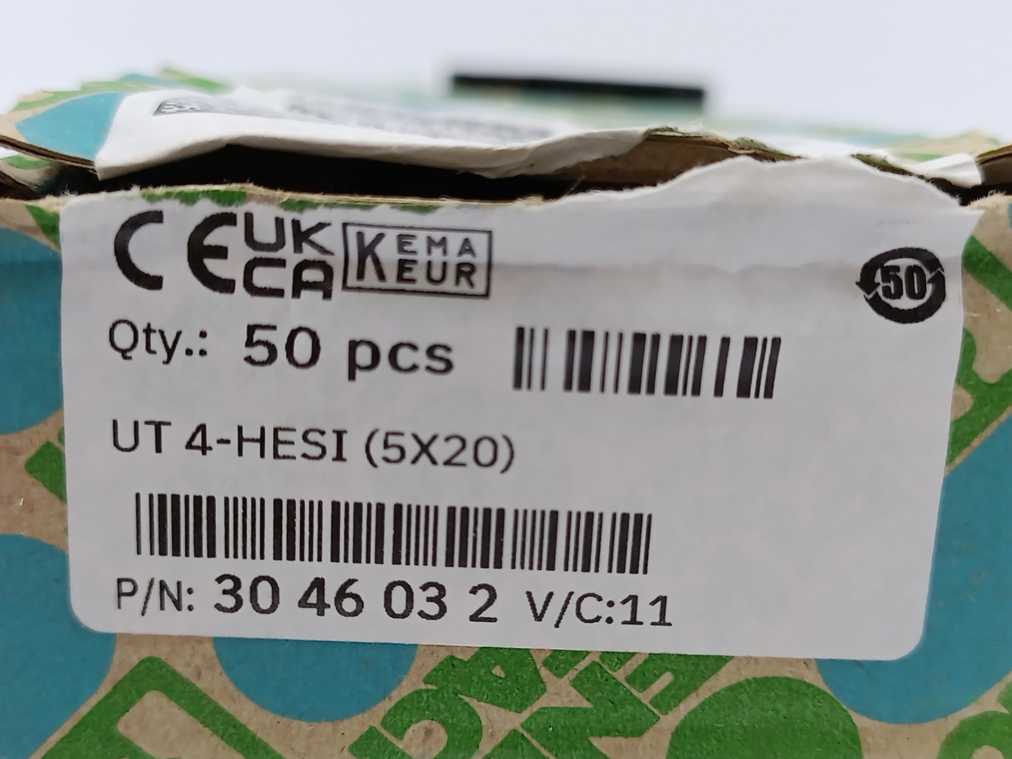 CE UK CA KEMA KEUR
50
Qty.: 50 pcs
UT 4-HESI (5X20)
P/N: 30 46 03 2 V/C:11